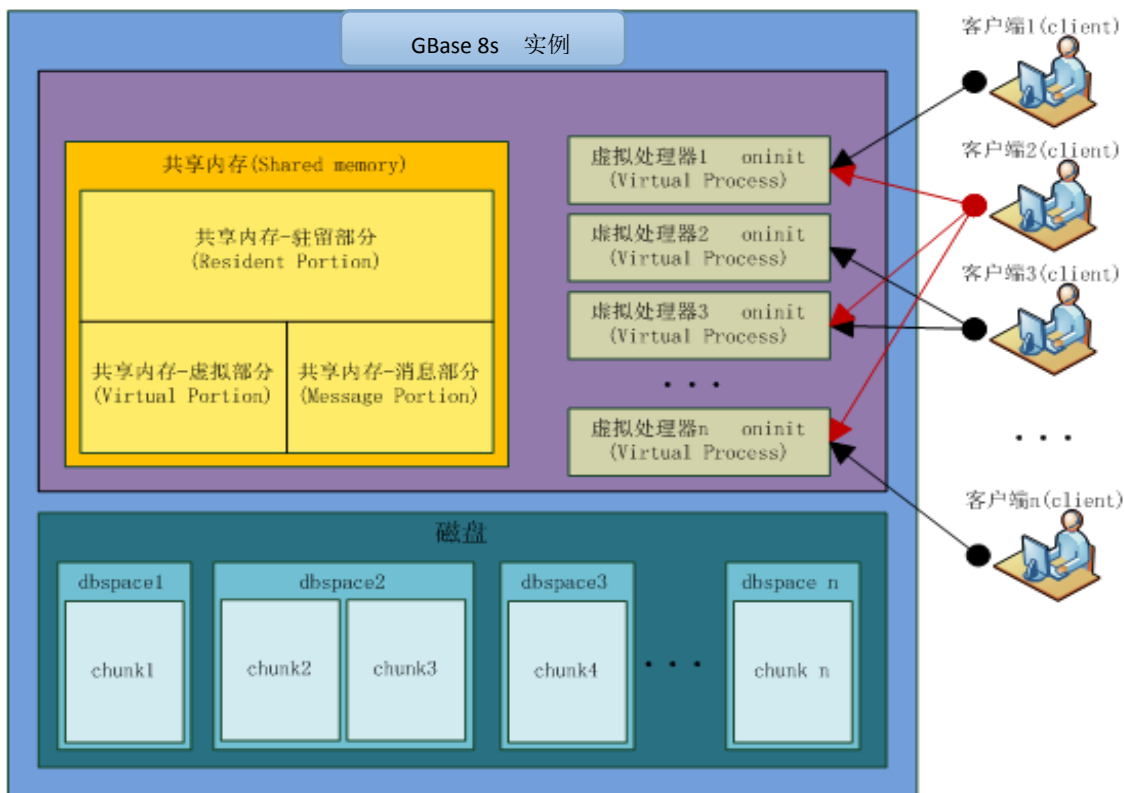 GBase 8s 实例
共享内存(Shared memory)
共享内存-驻留部分
(Resident Portion)
共享内存-虚拟部分
(Virtual Portion)
共享内存-消息部分
(Message Portion)
虚拟处理器1 oninit
(Virtual Process)
虚拟处理器2 oninit
(Virtual Process)
虚拟处理器3 oninit
(Virtual Process)
...
虚拟处理器n oninit
(Virtual Process)
客户端1(client)
客户端2(client)
客户端3(client)
...
客户端n(client)
磁盘
dbspace1
chunk1
dbspace2
chunk2
chunk3
dbspace3
chunk4
...
dbspace n
chunk n